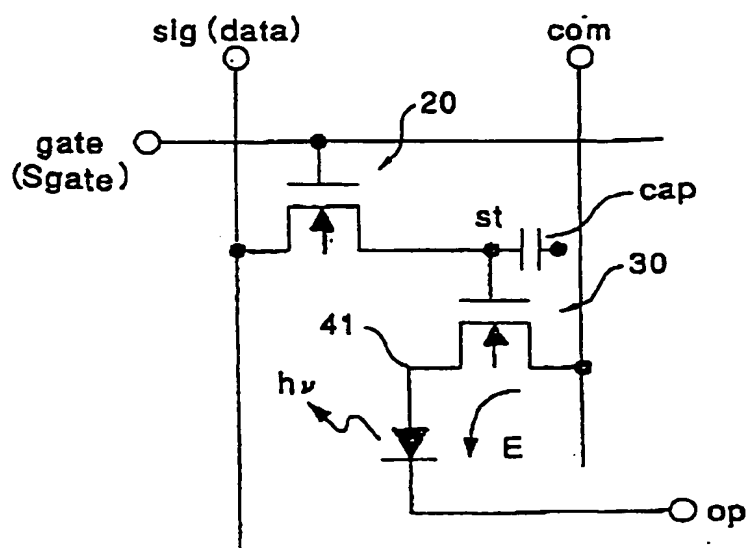 sig (data)
com
gate
(Sgate)
20
cap
st
30
41
hν
E
op